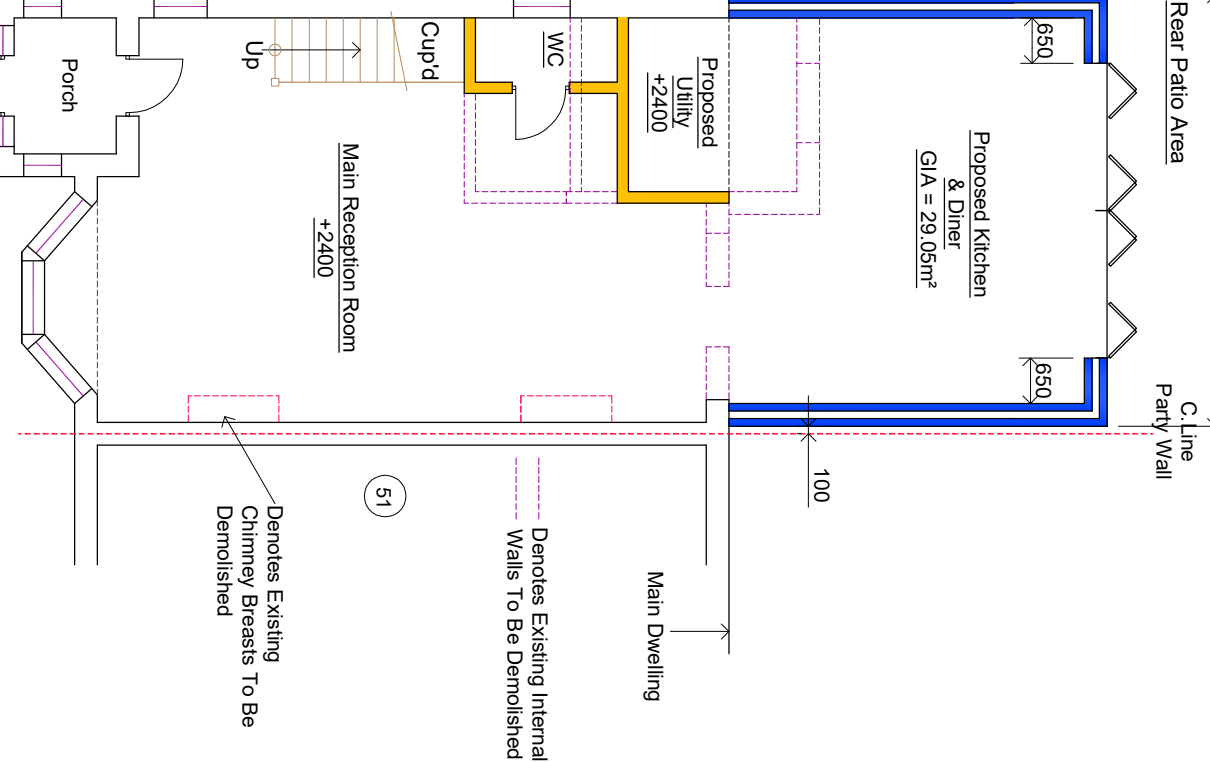 Rear Patio Area
650
C.Line
Party Wall
650
100
Proposed Kitchen
& Diner
GIA = 29.05m²
Proposed
Utility
+2400
WC
Cup'd
Up
Porch
Main Reception Room
+2400
Main Dwelling
Denotes Existing Internal
Walls To Be Demolished
51
Denotes Existing
Chimney Breasts To Be
Demolished